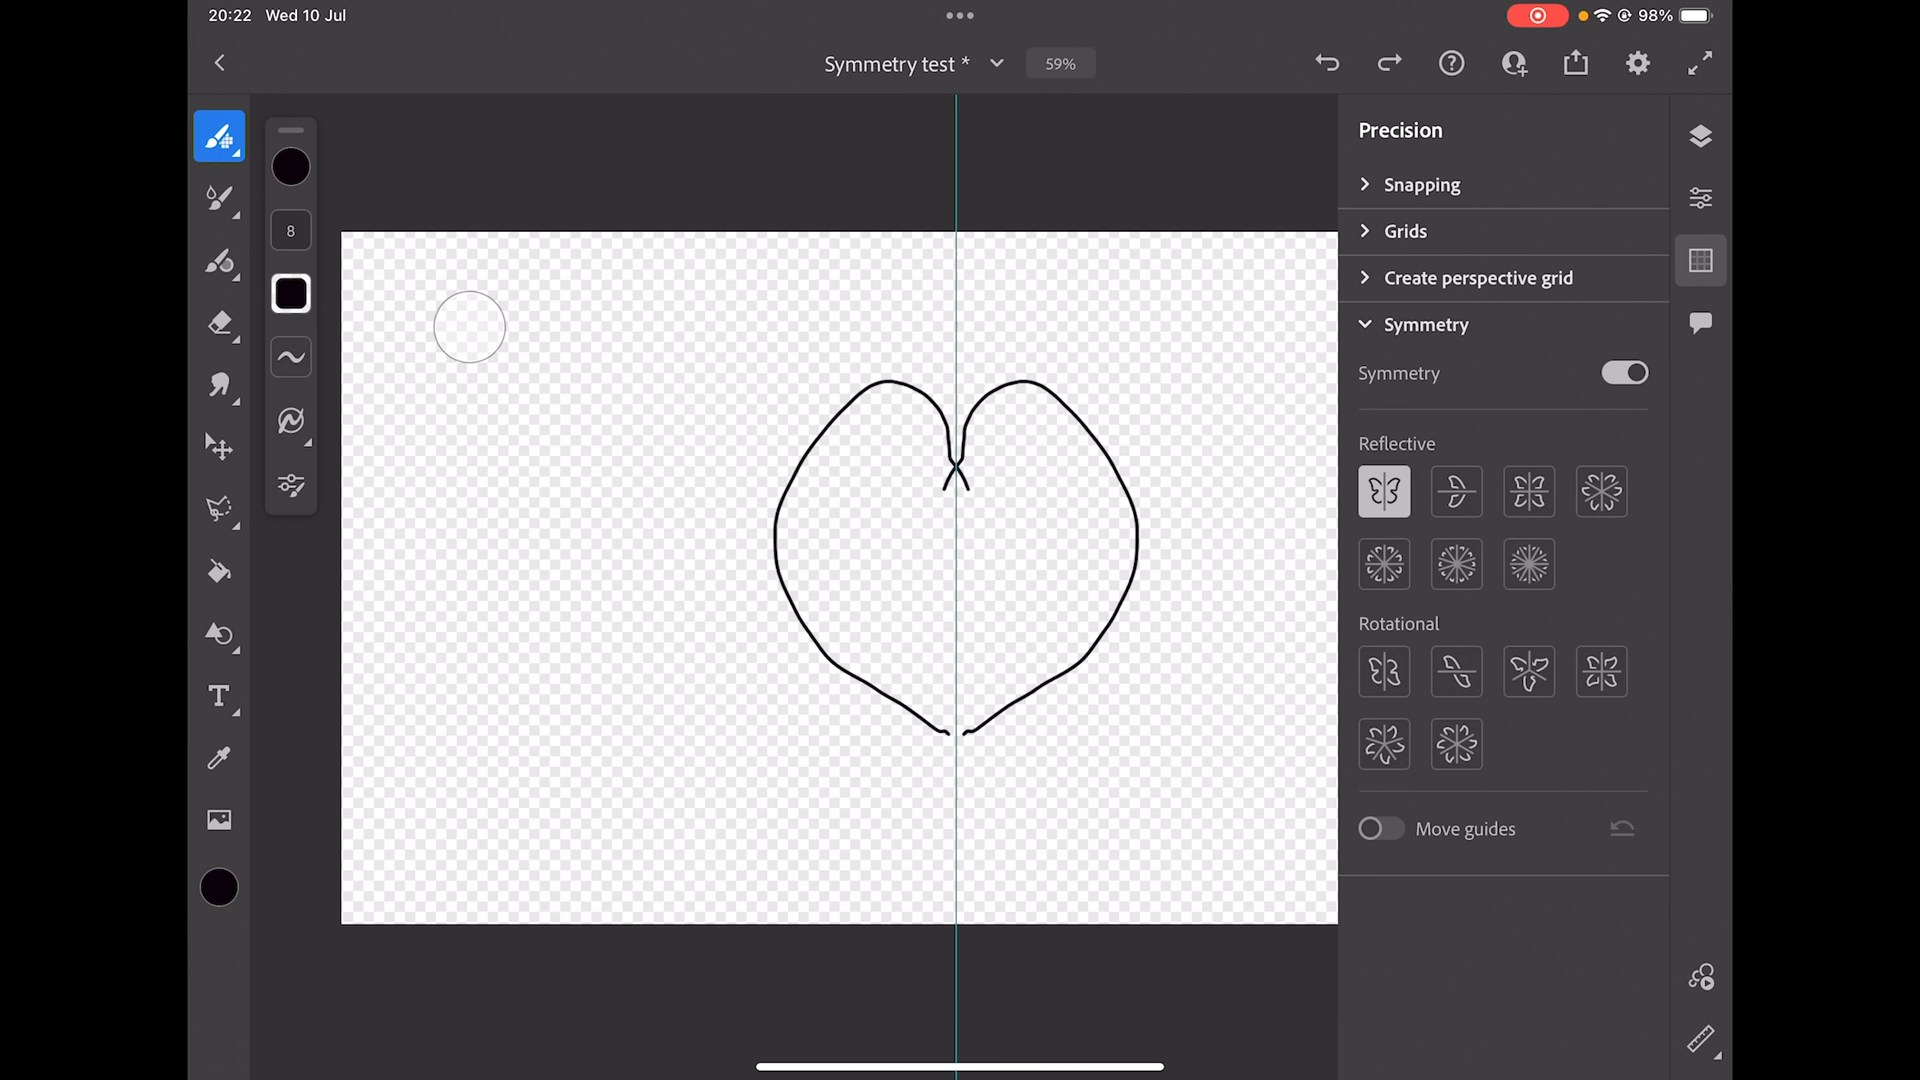 20:22 Wed 10 Jul
98%
Symmetry test *
59%
8
Precision
Snapping
Grids
Create perspective grid
Symmetry
Symmetry
Reflective
Rotational
Move guides
T